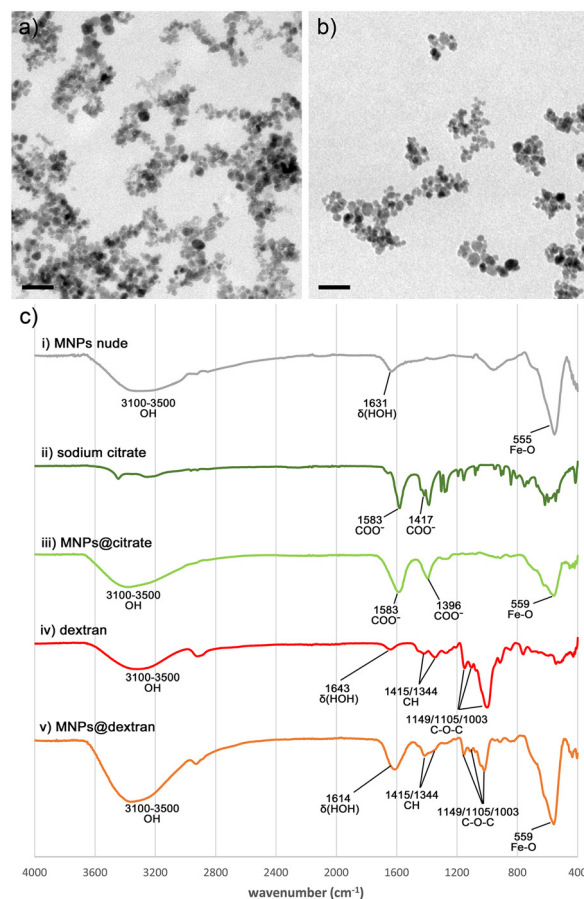 a)
b)
c)
i) MNPs nude
3100-3500
OH
1631
δ(HOH)
555
Fe-O
ii) sodium citrate
1583
COO⁻
1417
COO⁻
iii) MNPs@citrate
3100-3500
OH
1583
COO⁻
1396
COO⁻
559
Fe-O
iv) dextran
3100-3500
OH
1643
δ(HOH)
1415/1344
CH
1149/1105/1003
C-O-C
v) MNPs@dextran
3100-3500
OH
1614
δ(HOH)
1415/1344
CH
1149/1105/1003
C-O-C
559
Fe-O
4000 3600 3200 2800 2400 2000 1600 1200 800 400
wavenumber (cm⁻¹)